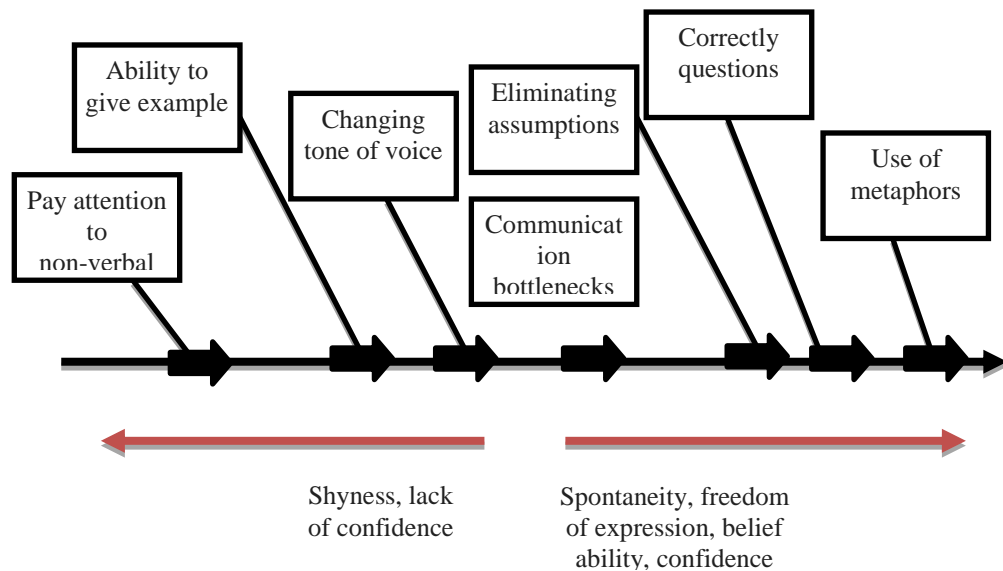 Pay attention
to
non-verbal
Ability to
give example
Changing
tone of voice
Eliminating
assumptions
Communicat
ion
bottlenecks
Correctly
questions
Use of
metaphors
Shyness, lack
of confidence
Spontaneity, freedom
of expression, belief
ability, confidence